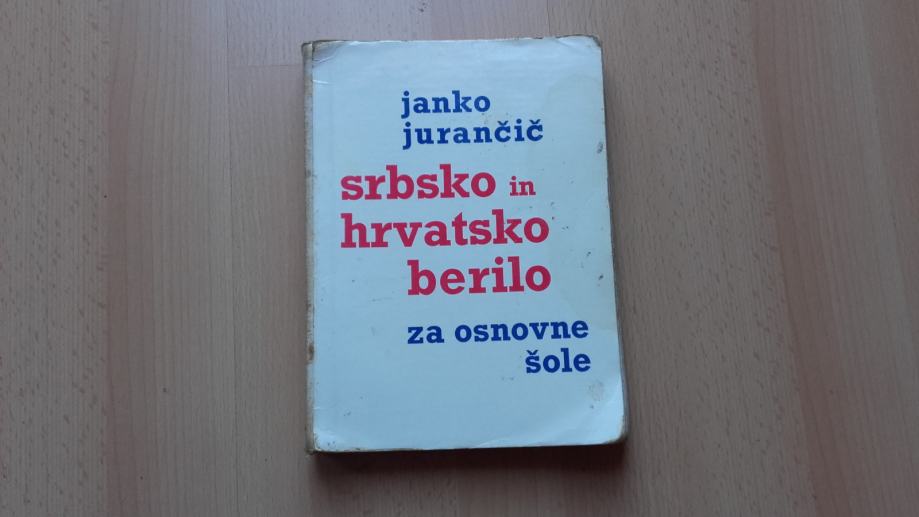 janko
jurančič
srbsko in
hrvatsko
berilo
za osnovne
šole